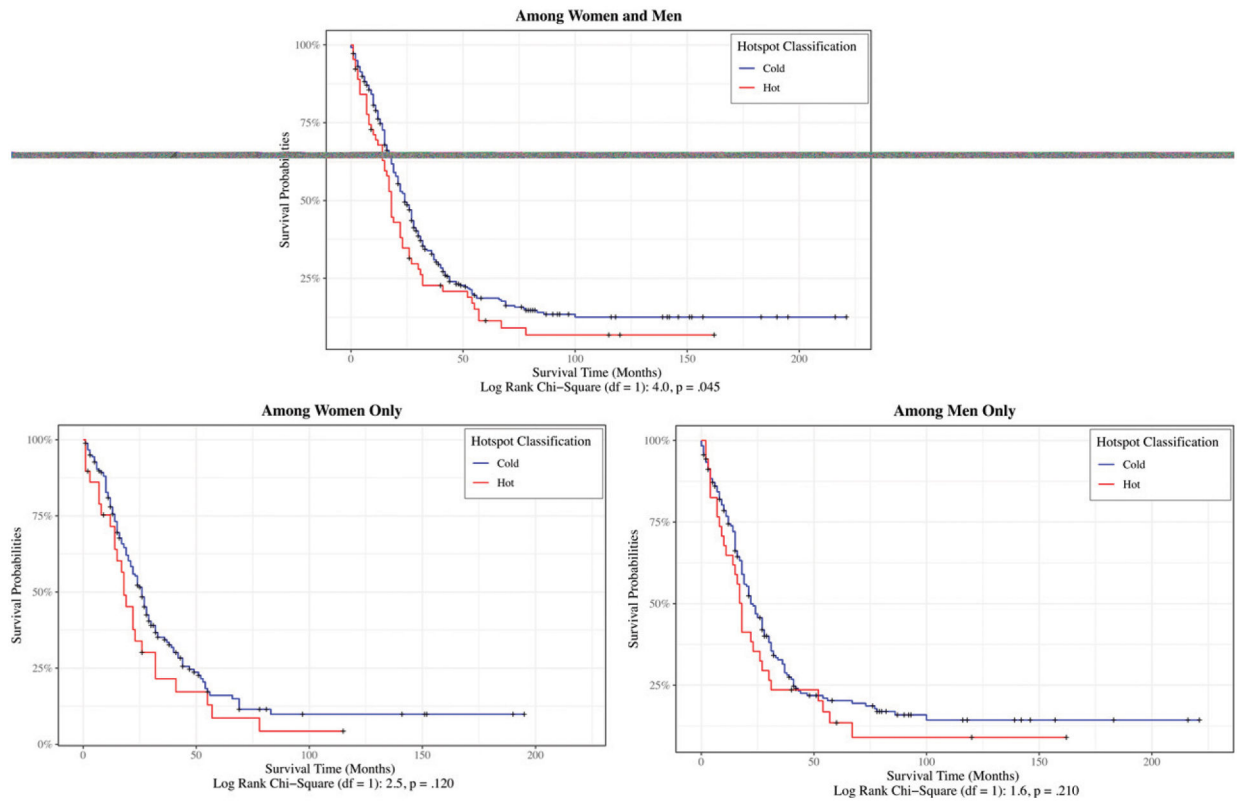 Among Women and Men
Hotspot Classification
Cold
Hot
100%
75%
50%
25%
Survival Probabilities
0
50
100
150
200
Survival Time (Months)
Log Rank Chi−Square (df = 1): 4.0, p = .045
Among Women Only
Hotspot Classification
Cold
Hot
100%
75%
50%
25%
0%
Survival Probabilities
0
50
100
150
200
Survival Time (Months)
Log Rank Chi−Square (df = 1): 2.5, p = .120
Among Men Only
Hotspot Classification
Cold
Hot
100%
75%
50%
25%
Survival Probabilities
0
50
100
150
200
Survival Time (Months)
Log Rank Chi−Square (df = 1): 1.6, p = .210